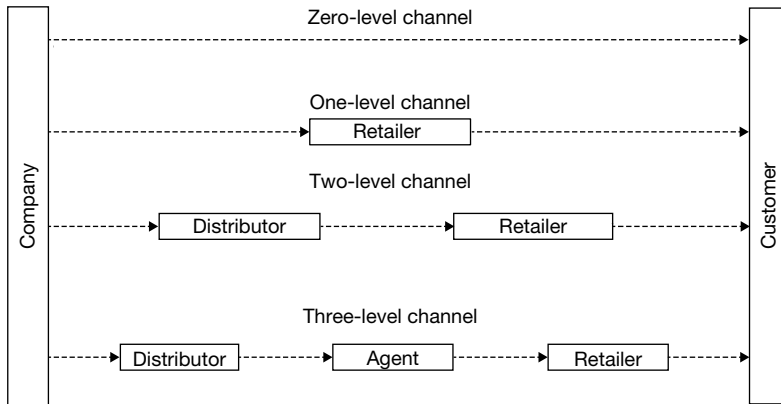 Zero-level channel
One-level channel
Retailer
Two-level channel
Distributor
Retailer
Three-level channel
Distributor
Agent
Retailer
Company
Customer